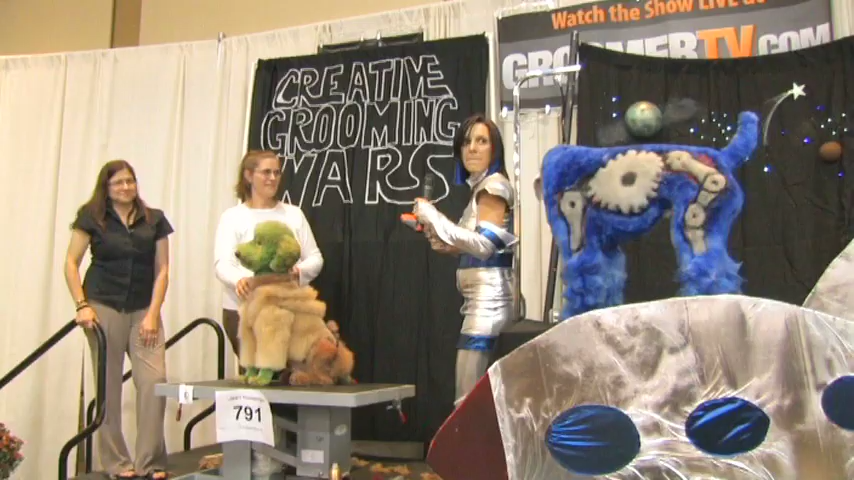 Watch the Show LIVE at
GROOMERTV.COM
CREATIVE
GROOMING
WARS
791